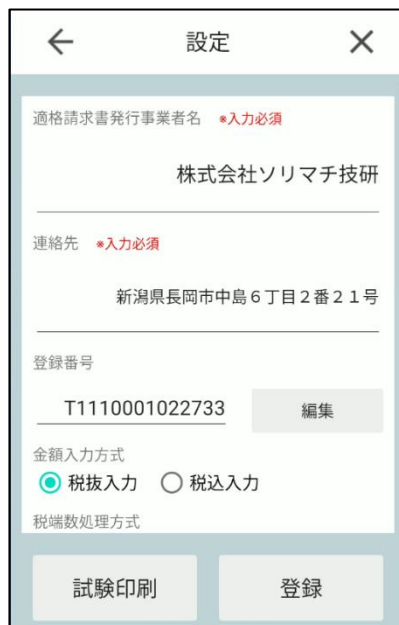 設定
適格請求書発行事業者名 *入力必須
株式会社ソリマチ技研
連絡先 *入力必須
新潟県長岡市中島６丁目２番２１号
登録番号
T1110001022733 編集
金額入力方式
税抜入力 税込入力
税端数処理方式
試験印刷 登録